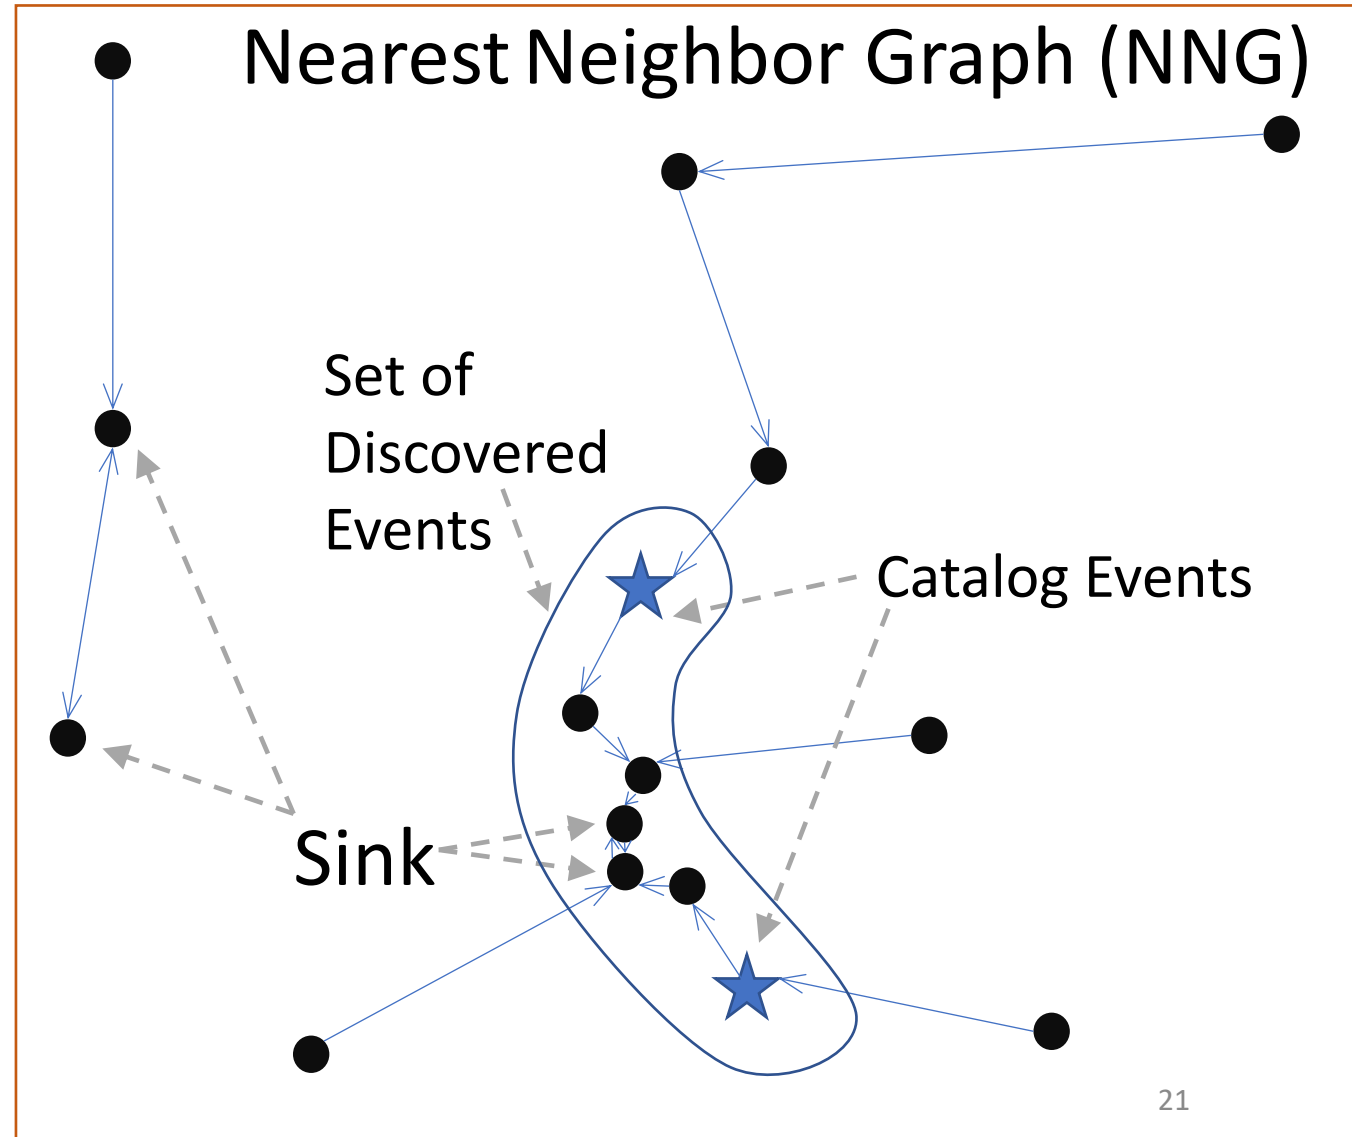 Nearest Neighbor Graph (NNG)
Set of
Discovered
Events
Catalog Events
Sink
21